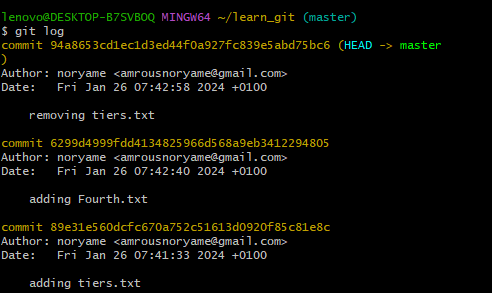 lenovo@DESKTOP-B7SVBOQ MINGW64 ~/learn_git (master)
$ git log
commit 94a8653cd1ec1d3ed44f0a927fc839e5abd75bc6 (HEAD -> master
)
Author: noryame <amrousnoryame@gmail.com>
Date:   Fri Jan 26 07:42:58 2024 +0100
    removing tiers.txt
commit 6299d4999fdd4134825966d568a9eb3412294805
Author: noryame <amrousnoryame@gmail.com>
Date:   Fri Jan 26 07:42:40 2024 +0100
    adding Fourth.txt
commit 89e31e560dcfc670a752c51613d0920f85c81e8c
Author: noryame <amrousnoryame@gmail.com>
Date:   Fri Jan 26 07:41:33 2024 +0100
    adding tiers.txt